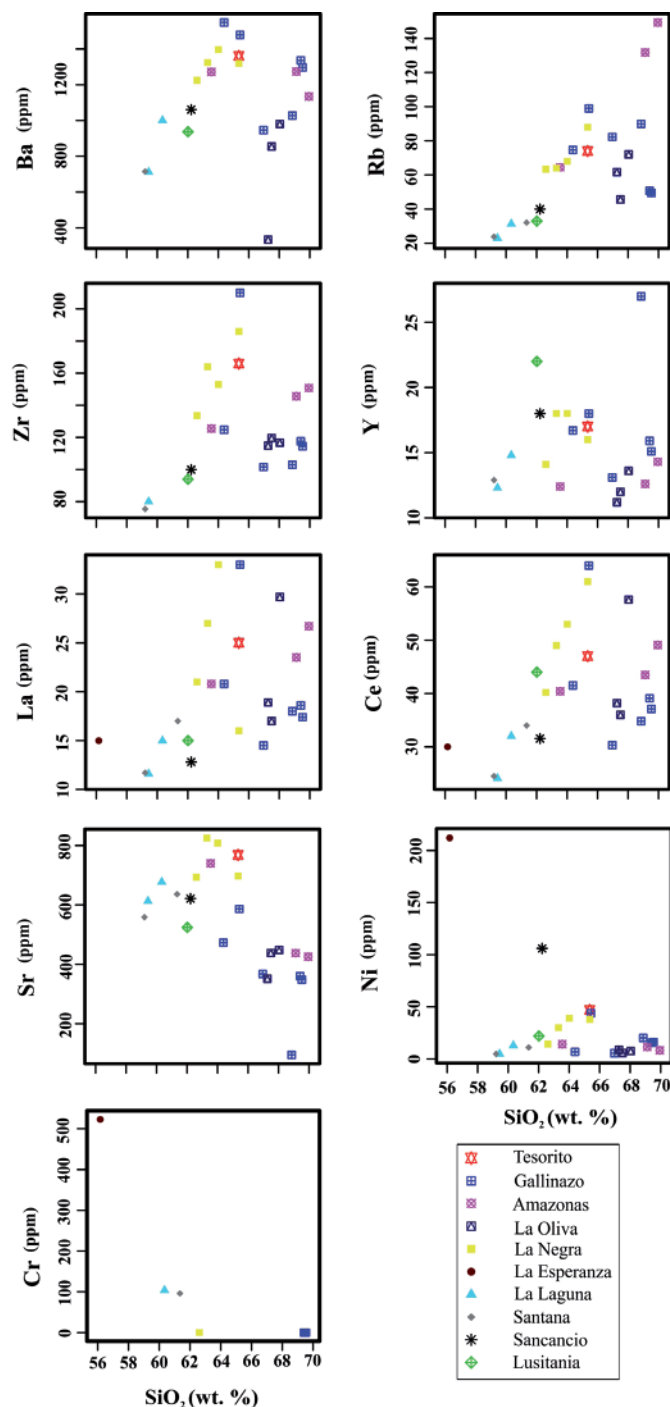 Ba (ppm)
400 800 1200
Rb (ppm)
20 40 60 80 100 120 140
Zr (ppm)
80 120 160 200
Y (ppm)
10 15 20 25
La (ppm)
10 15 20 25 30
Ce (ppm)
30 40 50 60
Sr (ppm)
200 400 600 800
Ni (ppm)
0 50 100 150 200
56 58 60 62 64 66 68 70
SiO2 (wt. %)
Cr (ppm)
0 100 200 300 400 500
56 58 60 62 64 66 68 70
SiO2 (wt. %)
Tesorito
Gallinazo
Amazonas
La Oliva
La Negra
La Esperanza
La Laguna
Santana
Sancancio
Lusitania